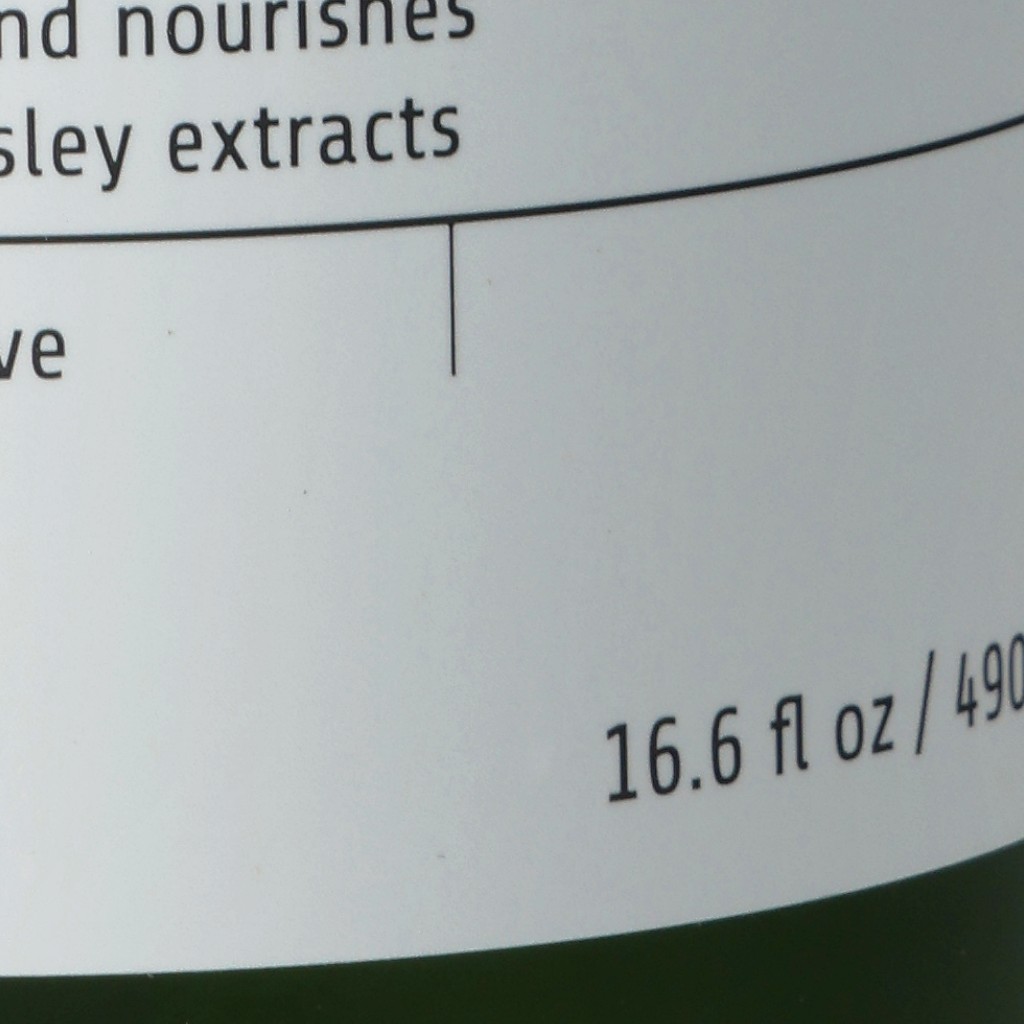 nd nourishes
sley extracts
ve
16.6 fl oz / 490